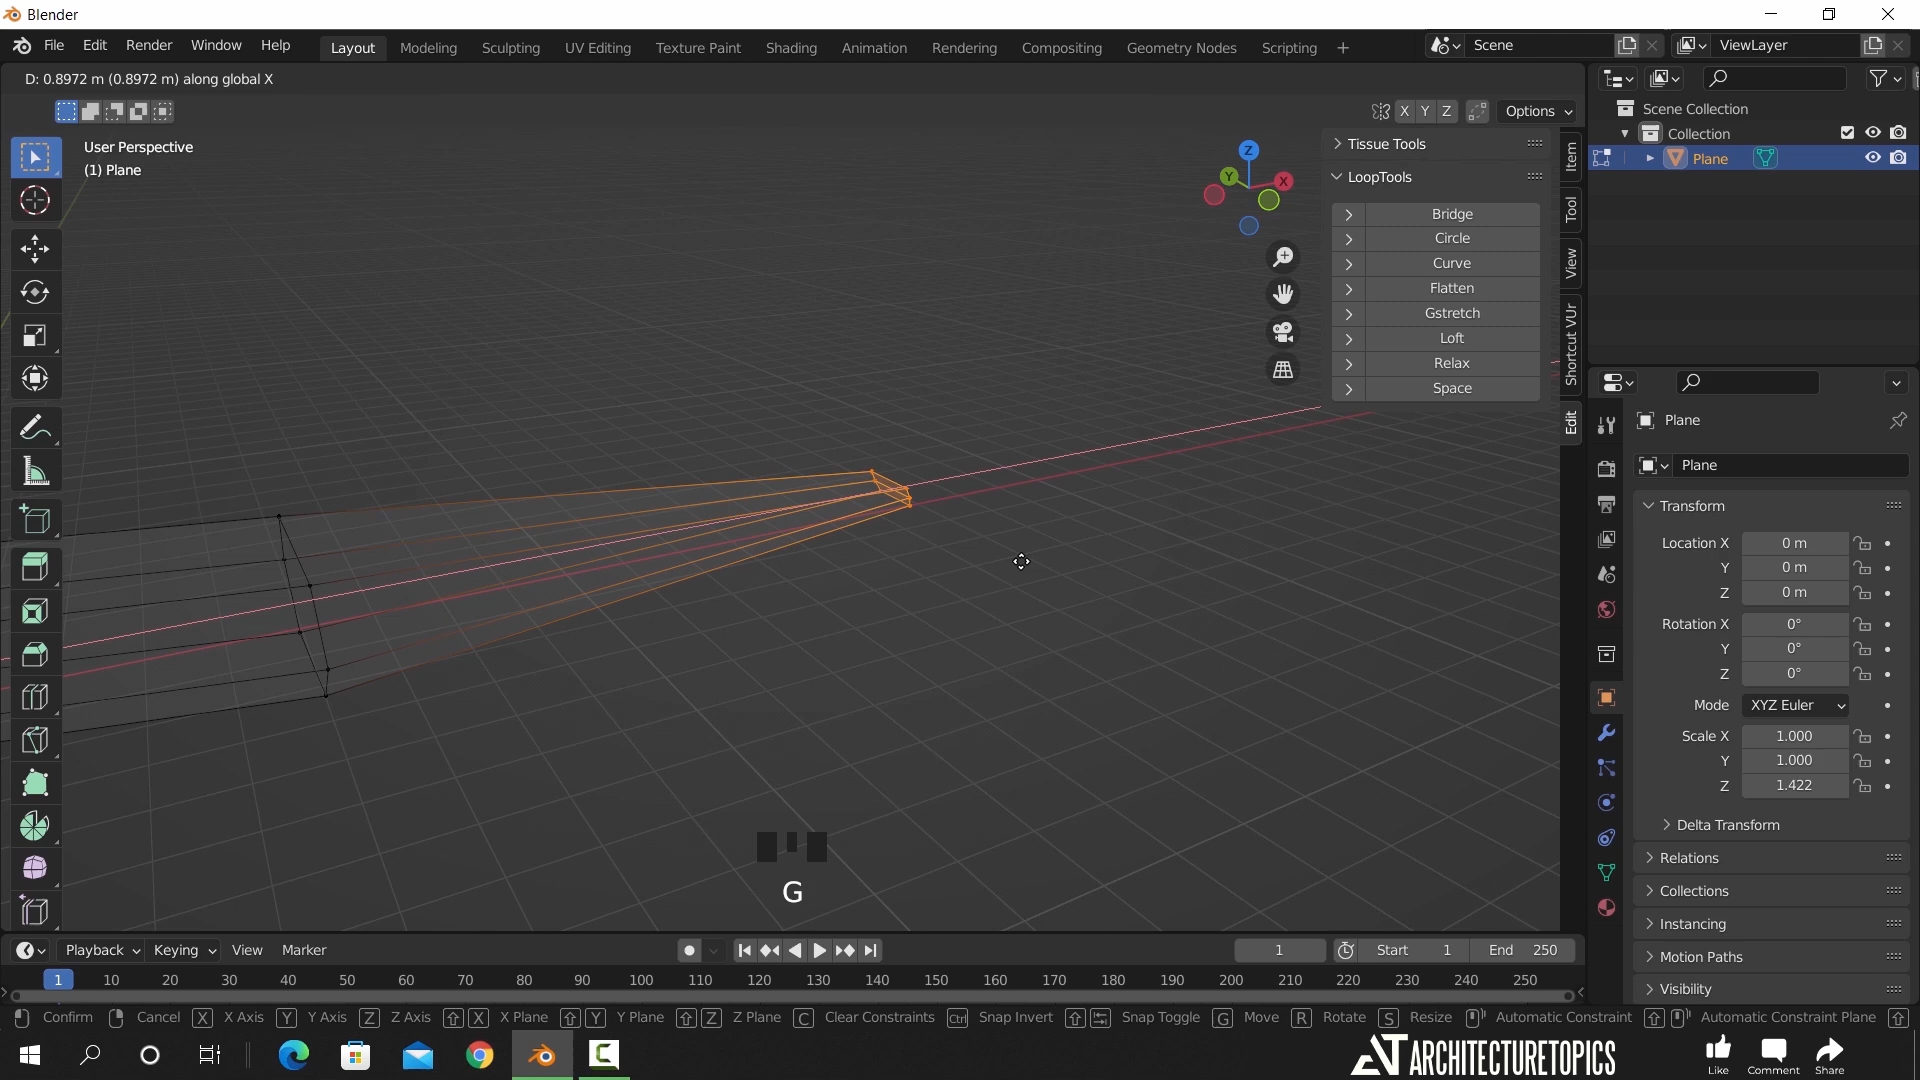 Blender
File Edit Render Window Help Layout Modeling Sculpting UV Editing Texture Paint Shading Animation Rendering Compositing Geometry Nodes Scripting + Scene ViewLayer
D: 0.8972 m (0.8972 m) along global X
X Y Z Options
User Perspective
(1) Plane
Z
Y
X
Tissue Tools
LoopTools
Bridge
Circle
Curve
Flatten
Gstretch
Loft
Relax
Space
Item
Tool
View
Shortcut VUr
Edit
Scene Collection
Collection
Plane
Plane
Plane
Transform
Location X 0 m
Y 0 m
Z 0 m
Rotation X 0°
Y 0°
Z 0°
Mode XYZ Euler
Scale X 1.000
Y 1.000
Z 1.422
Delta Transform
Relations
Collections
Instancing
Motion Paths
Visibility
G
Playback Keying View Marker 1 Start 1 End 250
1 10 20 30 40 50 60 70 80 90 100 110 120 130 140 150 160 170 180 190 200 210 220 230 240 250
Confirm Cancel X X Axis Y Y Axis Z Z Axis X X Plane Y Y Plane Z Z Plane C Clear Constraints Ctrl Snap Invert Snap Toggle G Move R Rotate S Resize Automatic Constraint Automatic Constraint Plane
AT ARCHITECTURETOPICS
Like Comment Share